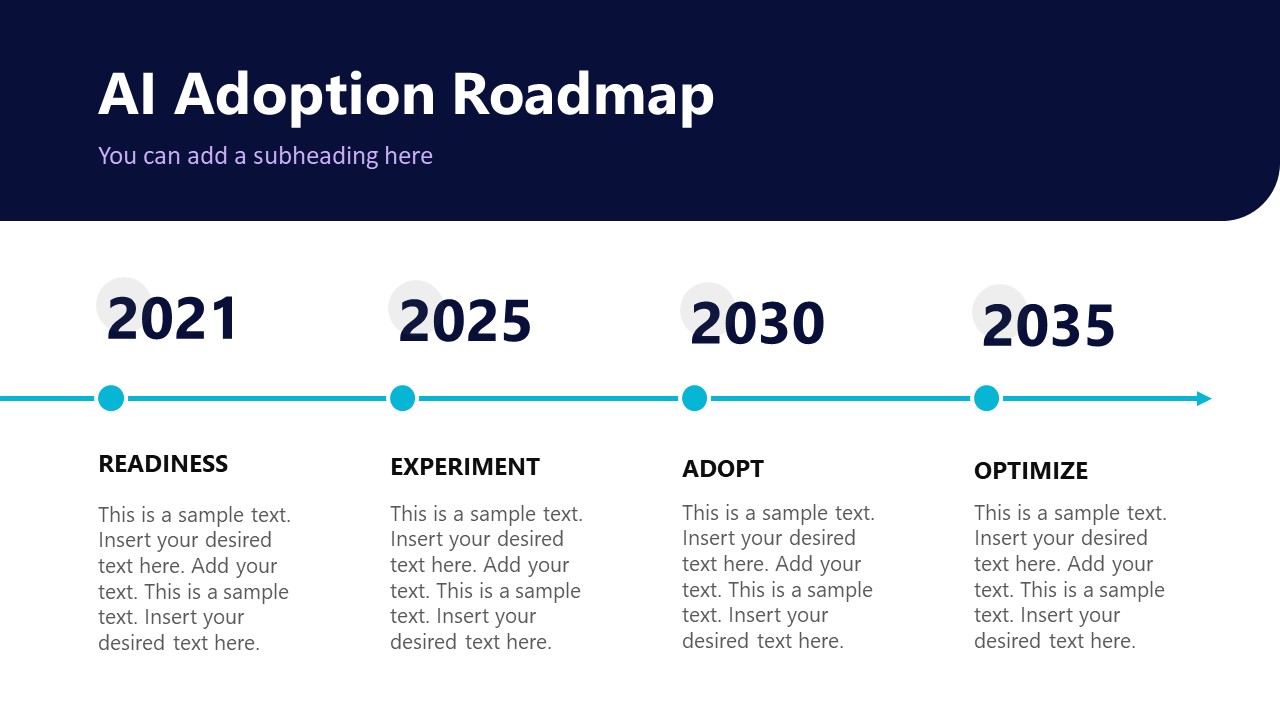 AI Adoption Roadmap
You can add a subheading here
2021
2025
2030
2035
READINESS
This is a sample text.
Insert your desired
text here. Add your
text. This is a sample
text. Insert your
desired text here.
EXPERIMENT
This is a sample text.
Insert your desired
text here. Add your
text. This is a sample
text. Insert your
desired text here.
ADOPT
This is a sample text.
Insert your desired
text here. Add your
text. This is a sample
text. Insert your
desired text here.
OPTIMIZE
This is a sample text.
Insert your desired
text here. Add your
text. This is a sample
text. Insert your
desired text here.